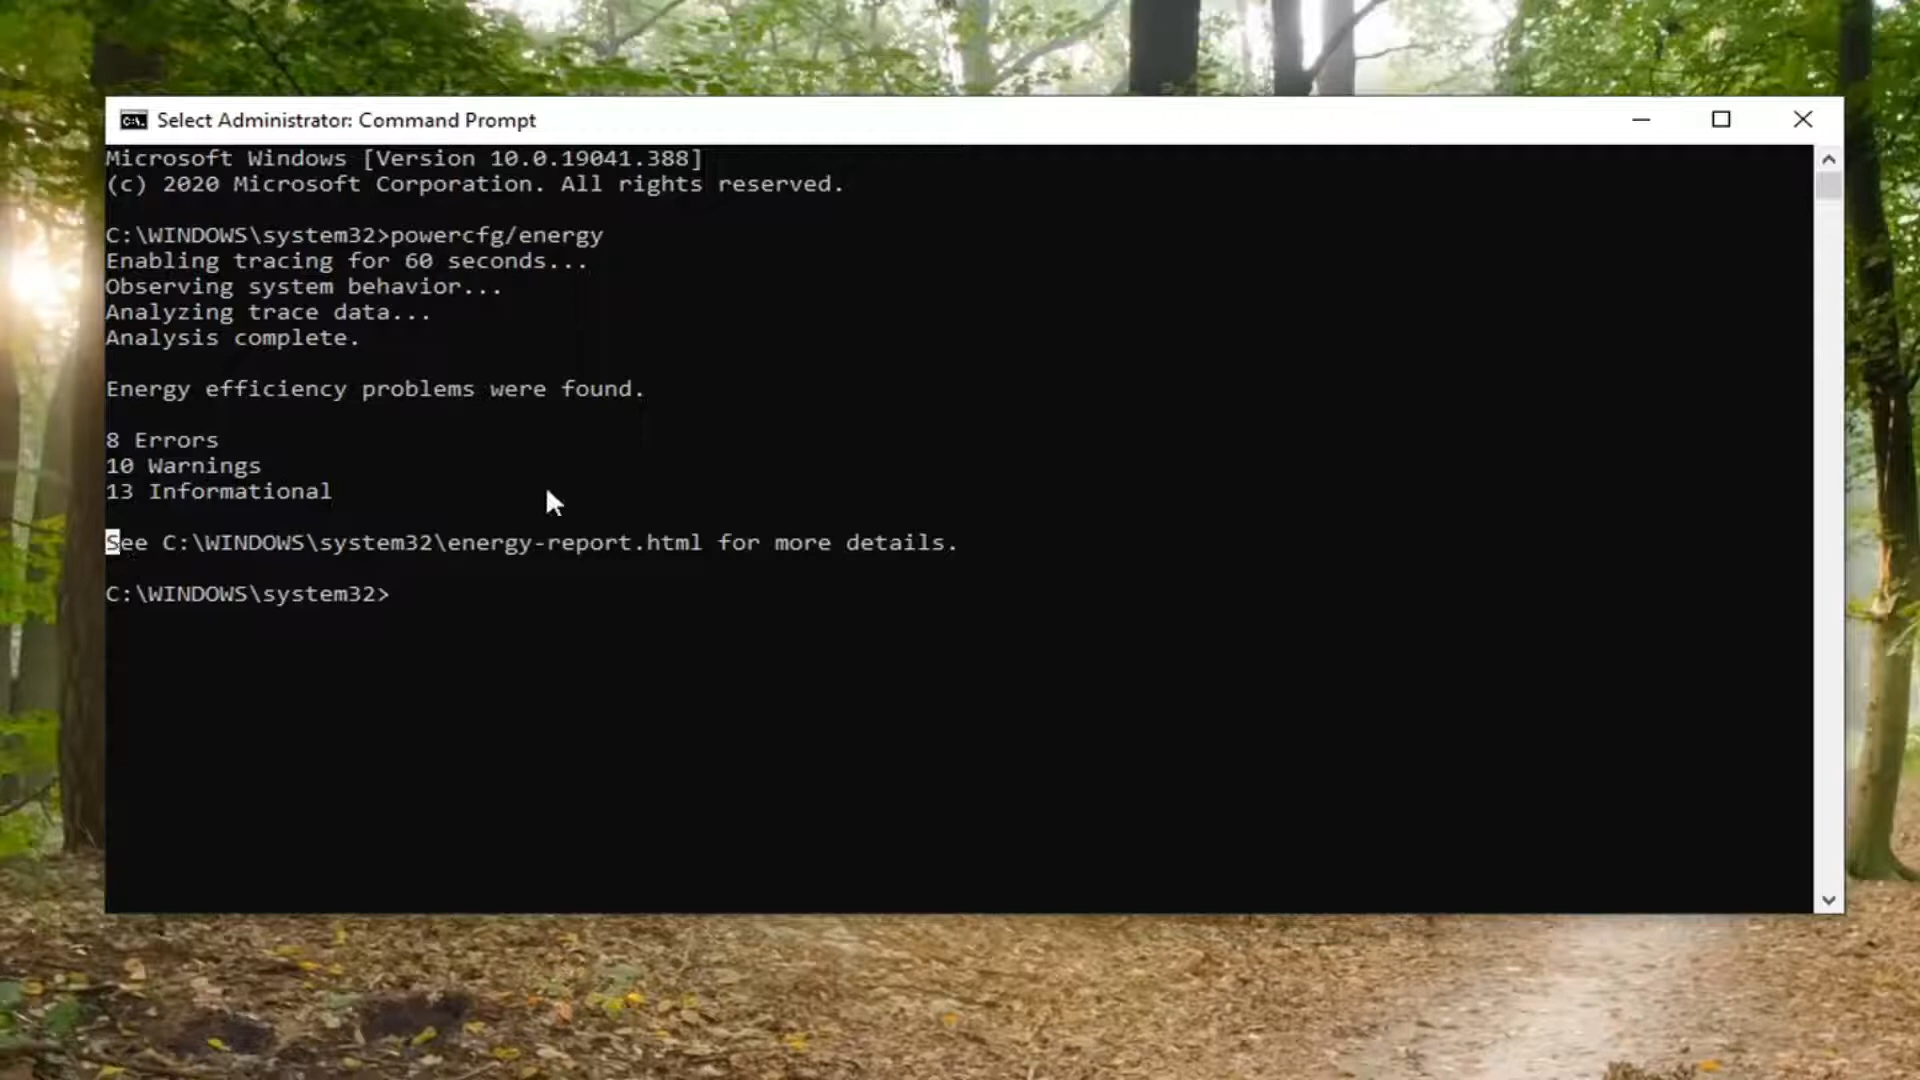 Select Administrator: Command Prompt
Microsoft Windows [Version 10.0.19041.388]
(c) 2020 Microsoft Corporation. All rights reserved.
C:\WINDOWS\system32>powercfg/energy
Enabling tracing for 60 seconds...
Observing system behavior...
Analyzing trace data...
Analysis complete.
Energy efficiency problems were found.
8 Errors
10 Warnings
13 Informational
See C:\WINDOWS\system32\energy-report.html for more details.
C:\WINDOWS\system32>